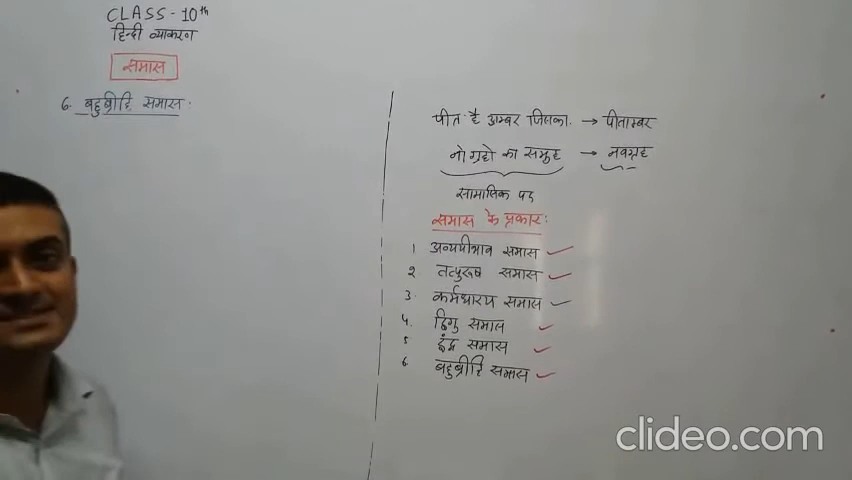 CLASS - 10th
हिन्दी व्याकरण
समास
6. बहुब्रीहि समास :
पीत है अम्बर जिसका → पीताम्बर
नो ग्रहो का समुह → नवग्रह
सामासिक पद
समास के प्रकार :
1 अव्ययीभाव समास
2. तत्पुरूष समास
3. कर्मधारय समास
4. द्विगु समास
5 द्वंद्व समास
6 बहुब्रीहि समास
clideo.com